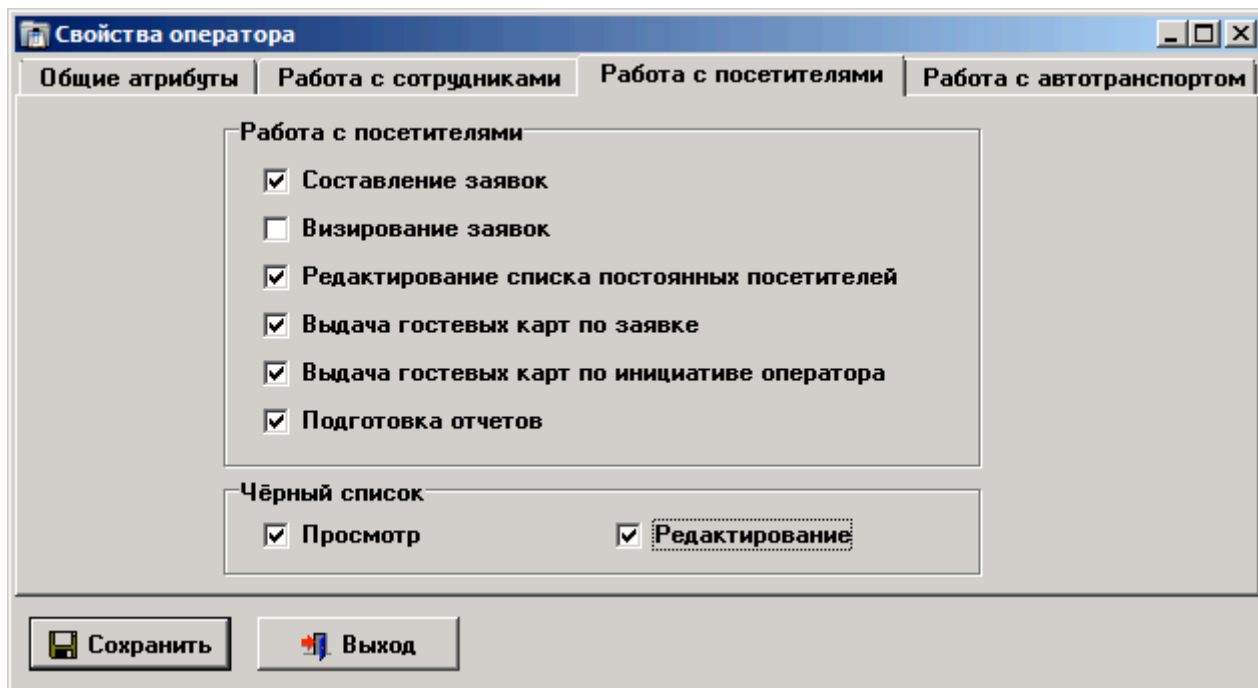 Свойства оператора
Общие атрибуты Работа с сотрудниками Работа с посетителями Работа с автотранспортом
Работа с посетителями
Составление заявок
Визирование заявок
Редактирование списка постоянных посетителей
Выдача гостевых карт по заявке
Выдача гостевых карт по инициативе оператора
Подготовка отчетов
Чёрный список
Просмотр Редактирование
Сохранить Выход